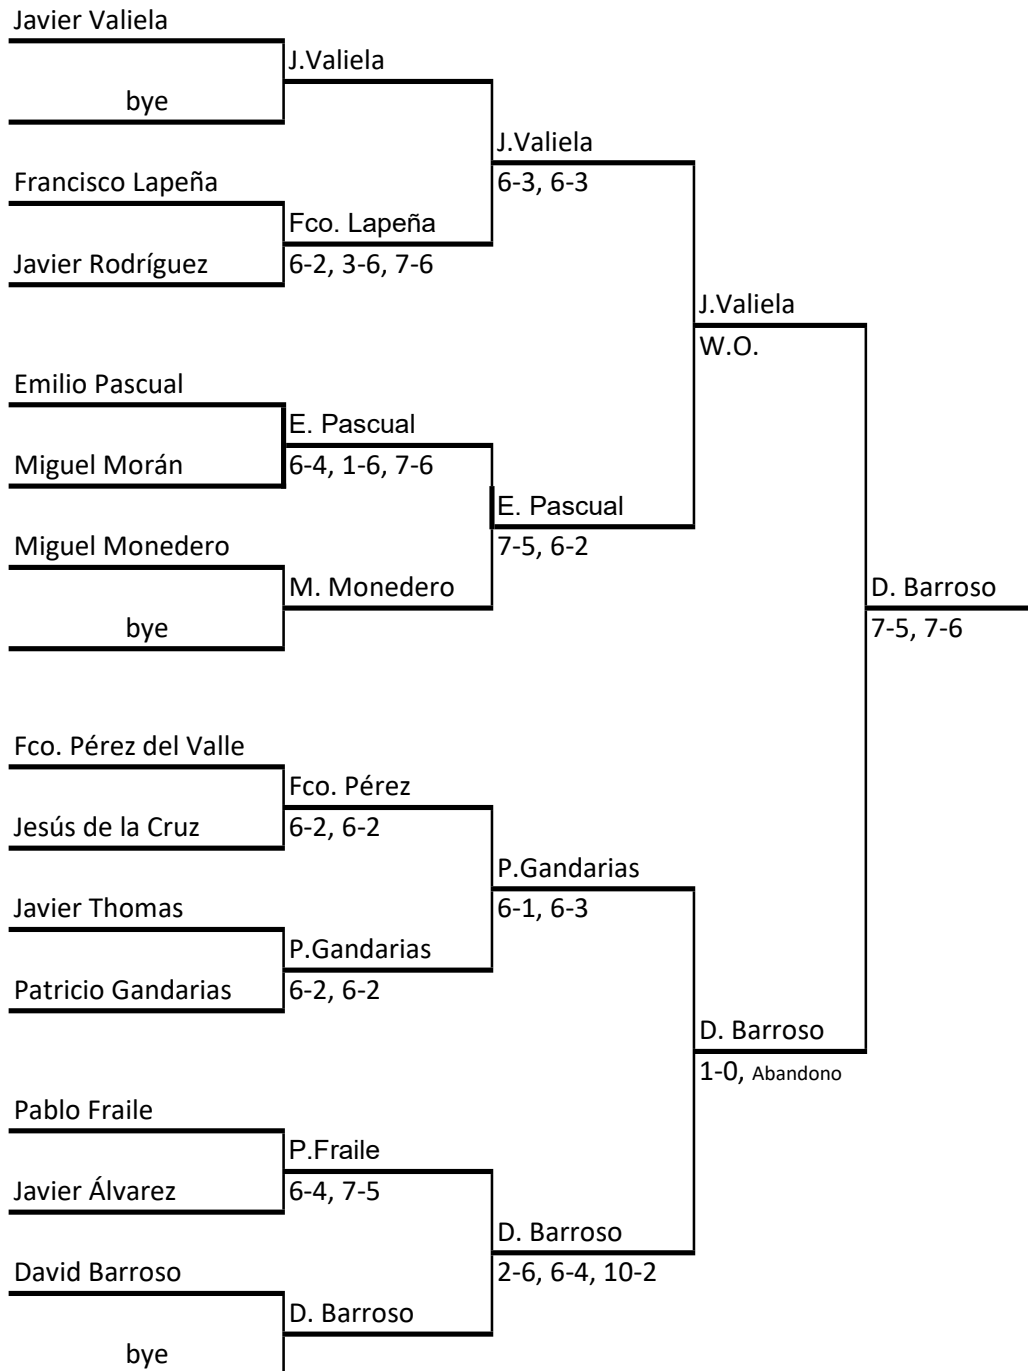 Javier Valiela
J.Valiela
bye
J.Valiela
Francisco Lapeña
6-3, 6-3
Fco. Lapeña
Javier Rodríguez
6-2, 3-6, 7-6
J.Valiela
W.O.
Emilio Pascual
E. Pascual
Miguel Morán
6-4, 1-6, 7-6
E. Pascual
Miguel Monedero
7-5, 6-2
M. Monedero
D. Barroso
bye
7-5, 7-6
Fco. Pérez del Valle
Fco. Pérez
Jesús de la Cruz
6-2, 6-2
P.Gandarias
Javier Thomas
6-1, 6-3
P.Gandarias
Patricio Gandarias
6-2, 6-2
D. Barroso
1-0, Abandono
Pablo Fraile
P.Fraile
Javier Álvarez
6-4, 7-5
D. Barroso
David Barroso
2-6, 6-4, 10-2
D. Barroso
bye